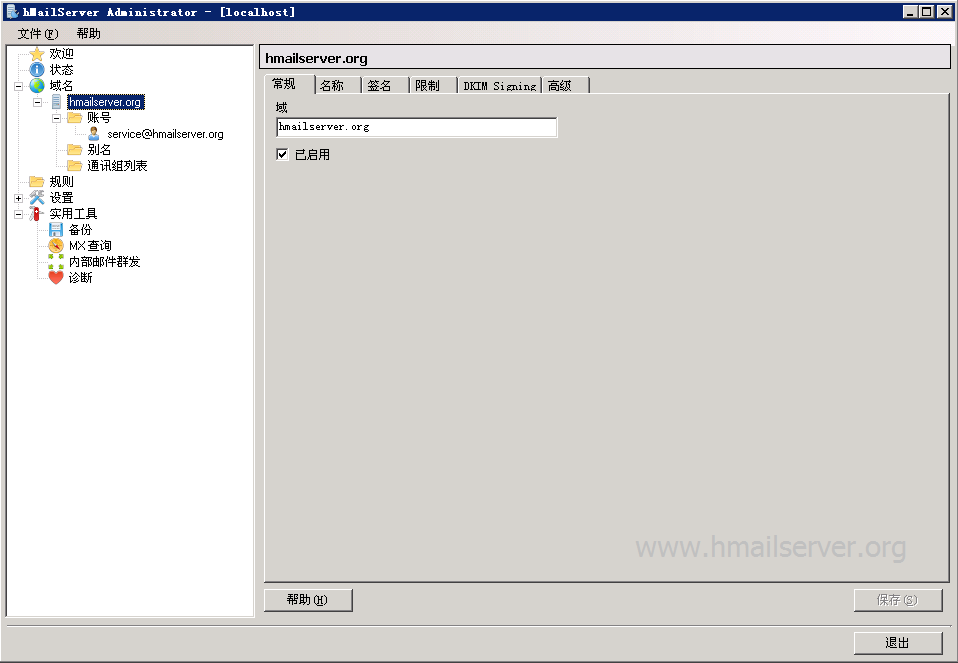 hMailServer Administrator - [localhost]
文件(F) 帮助
欢迎
状态
域名
hmailserver.org
账号
service@hmailserver.org
别名
通讯组列表
规则
设置
实用工具
备份
MX查询
内部邮件群发
诊断
hmailserver.org
常规 名称 签名 限制 DKIM Signing 高级
域
hmailserver.org
已启用
www.hmailserver.org
帮助(H) 保存(S)
退出